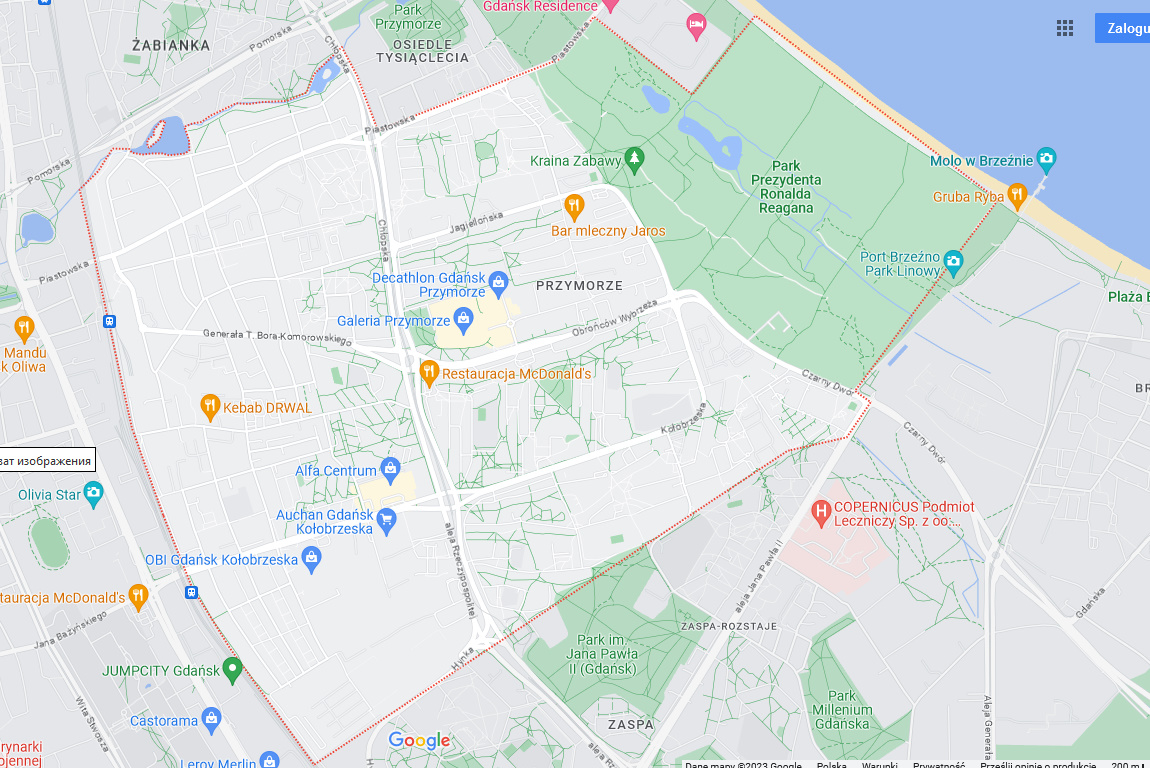 Gdańsk Residence
Park
Przymorze
ŻABIANKA
Pomorska
Chłopska
OSIEDLE
TYSIĄCLECIA
Piastowska
Zalogu
Piastowska
Pomorska
Kraina Zabawy
Park
Prezydenta
Ronalda
Reagana
Molo w Brzeźnie
Gruba Ryba
Chłopska
Jagiellońska
Bar mleczny Jaros
Piastowska
Decathlon Gdańsk
Przymorze
PRZYMORZE
Port Brzeźno
Park Linowy
Plaża B
Galeria Przymorze
Obrońców Wybrzeża
Generała T. Bora-Komorowskiego
Mandu
k Oliwa
Restauracja McDonald's
Czarny Dwór
BR
Kebab DRWAL
Kołobrzeska
Czarny Dwór
ват изображения
Alfa Centrum
Olivia Star
Auchan Gdańsk
Kołobrzeska
COPERNICUS Podmiot
Leczniczy Sp. z oo:...
OBI Gdańsk Kołobrzeska
aleja Rzeczypospolitej
aleja Jana Pawła II
tauracja McDonald's
Jana Bażyńskiego
Gdańska
ZASPA-ROZSTAJE
Park im.
Jana Pawła
II (Gdańsk)
Hynka
JUMPCITY Gdańsk
Wita Stwosza
Castorama
Park
Millenium
Gdańska
Aleja Generała
ZASPA
Google
rynarki
ojennej
Leroy Merlin
aleja Rz
Dane mapy ©2023 Google
Polska
Warunki
Prywatność
Prześlij opinię o produkcie
200 m